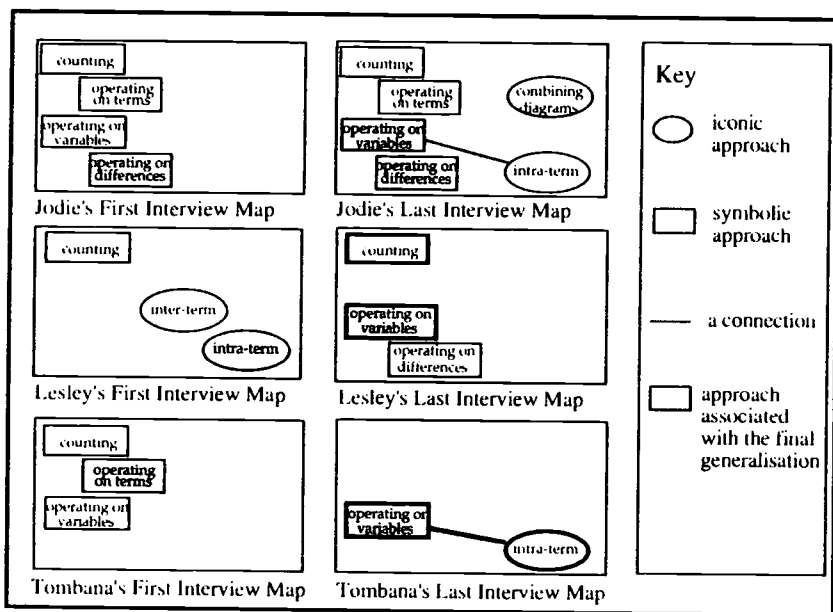 counting
operating
on terms
operating on
variables
operating on
differences
Jodie's First Interview Map
counting
operating
on terms
combining
diagrams
operating on
variables
operating on
differences
intra-term
Jodie's Last Interview Map
counting
inter-term
intra-term
Lesley's First Interview Map
counting
operating on
variables
operating on
differences
Lesley's Last Interview Map
counting
operating
on terms
operating on
variables
Tombana's First Interview Map
operating on
variables
intra-term
Tombana's Last Interview Map
Key
iconic
approach
symbolic
approach
a connection
approach
associated
with the final
generalisation